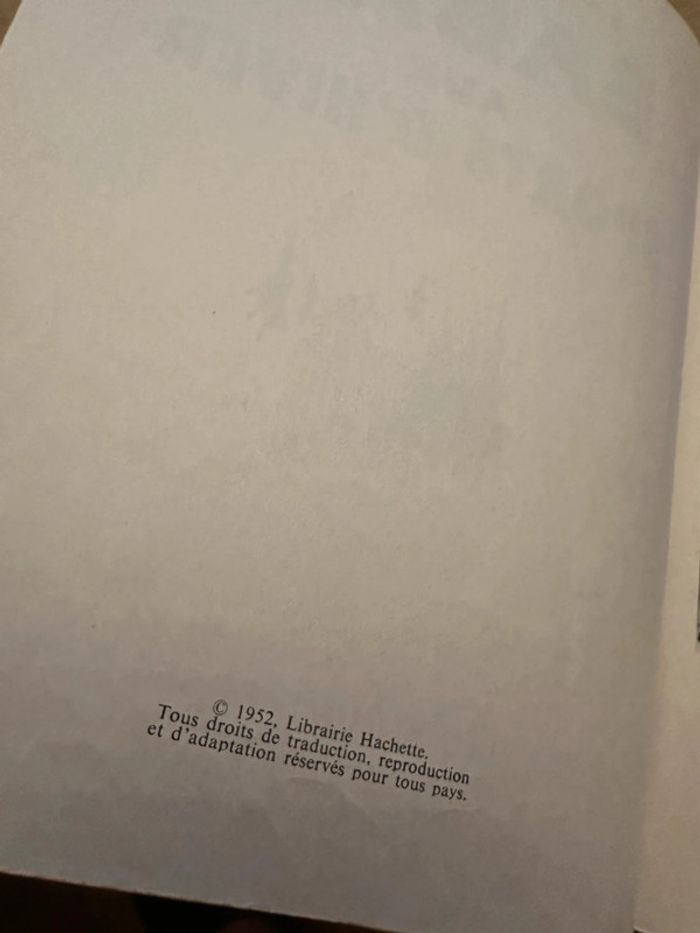 © 1952, Librairie Hachette.
Tous droits de traduction, reproduction
et d'adaptation réservés pour tous pays.